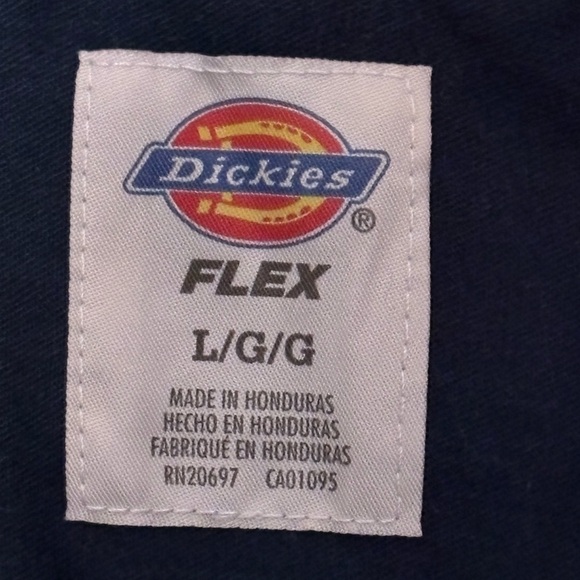 Dickies
®
FLEX
L/G/G
MADE IN HONDURAS
HECHO EN HONDURAS
FABRIQUÉ EN HONDURAS
RN20697 CA01095